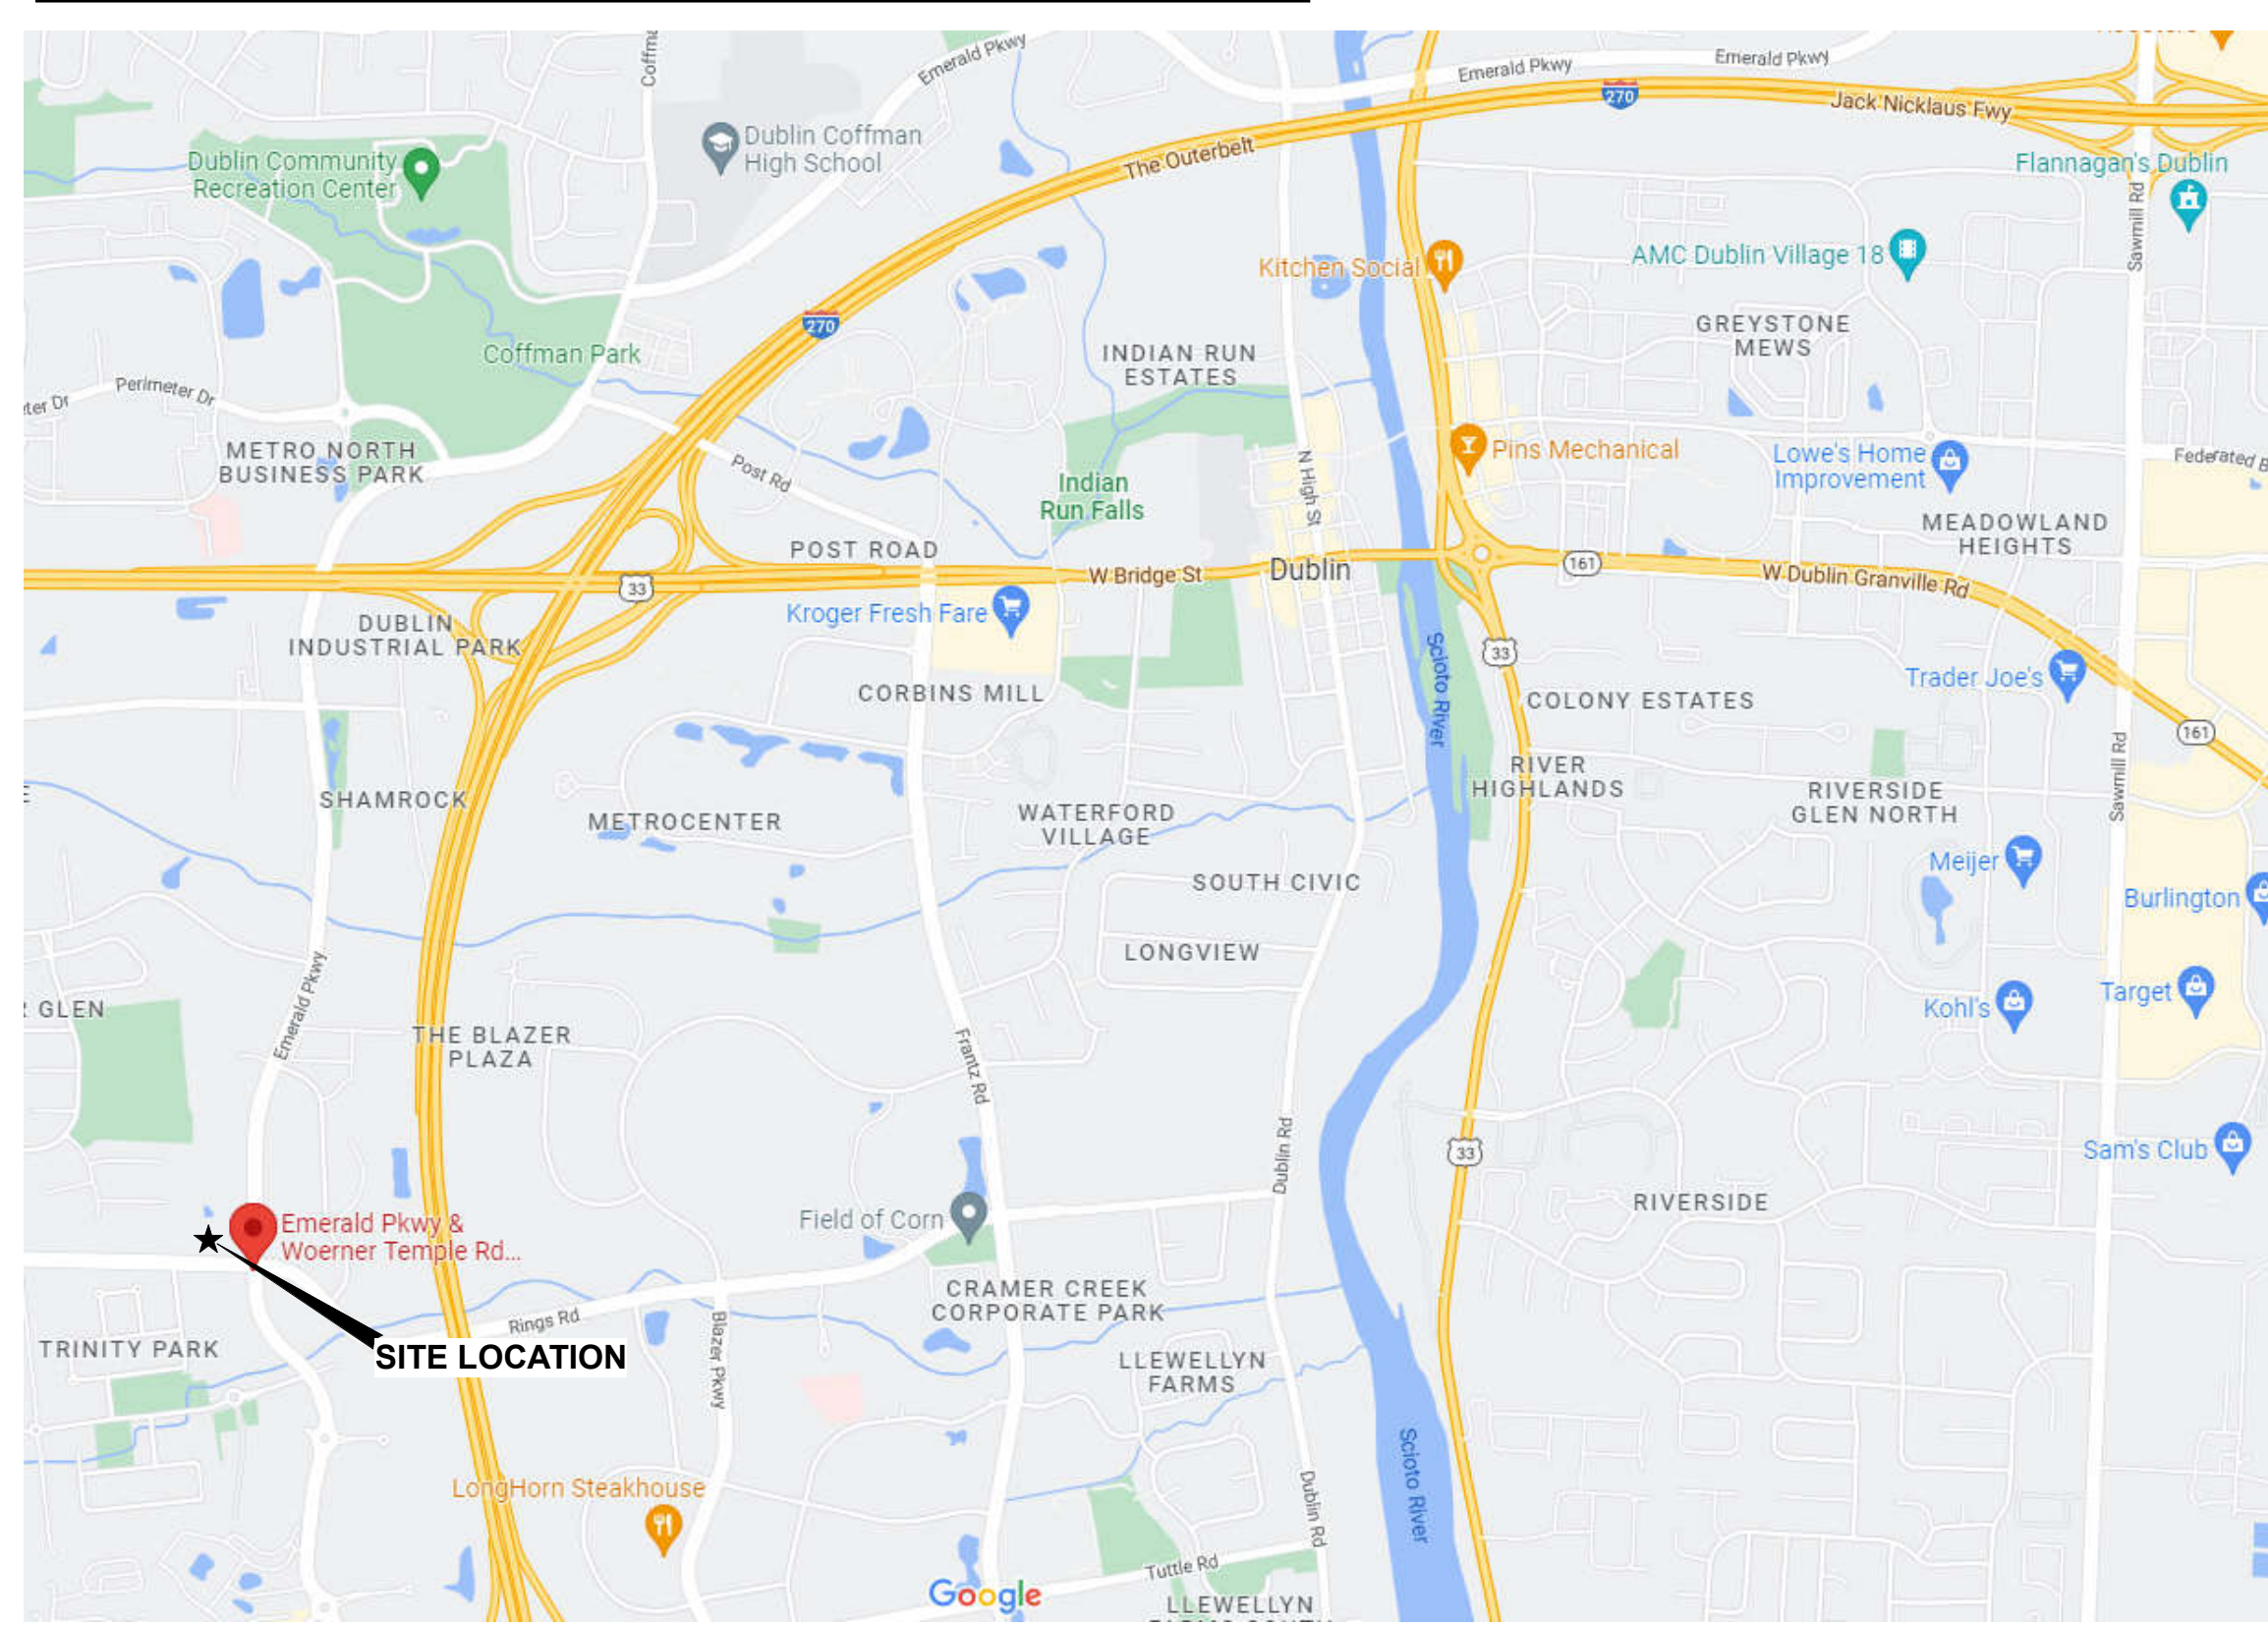 Coffma
Emerald Pkwy
Emerald Pkwy
Emerald Pkwy
270
Jack Nicklaus Fwy
Dublin Community
Recreation Center
Dublin Coffman
High School
The Outerbelt
Flannagan's Dublin
Sawmill Rd
Kitchen Social
AMC Dublin Village 18
270
GREYSTONE
MEWS
Coffman Park
INDIAN RUN
ESTATES
Perimeter Dr
ter Dr
METRO NORTH
BUSINESS PARK
Post Rd
Indian
Run Falls
N High St
Pins Mechanical
Lowe's Home
Improvement
Federated B
MEADOWLAND
HEIGHTS
POST ROAD
33
W Bridge St
Dublin
161
W Dublin Granville Rd
Kroger Fresh Fare
DUBLIN
INDUSTRIAL PARK
Scioto River
33
Trader Joe's
CORBINS MILL
COLONY ESTATES
161
Sawmill Rd
SHAMROCK
METROCENTER
WATERFORD
VILLAGE
RIVER
HIGHLANDS
RIVERSIDE
GLEN NORTH
Meijer
SOUTH CIVIC
Burlington
LONGVIEW
Emerald Pkwy
GLEN
THE BLAZER
PLAZA
Frantz Rd
Kohl's
Target
Dublin Rd
33
Sam's Club
Emerald Pkwy &
Woerner Temple Rd...
Field of Corn
RIVERSIDE
CRAMER CREEK
CORPORATE PARK
Rings Rd
Blazer Pkwy
TRINITY PARK
SITE LOCATION
LLEWELLYN
FARMS
LongHorn Steakhouse
Scioto River
Dublin Rd
Tuttle Rd
Google
LLEWELLYN